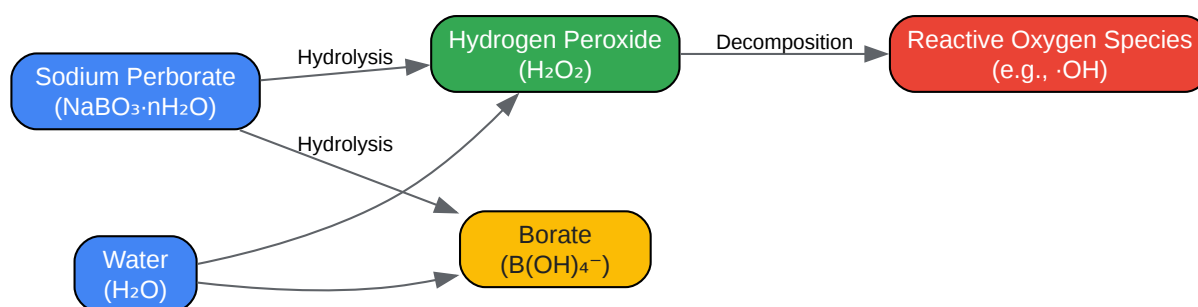 Sodium Perborate
(NaBO₃·nH₂O)
Hydrolysis
Hydrogen Peroxide
(H₂O₂)
Decomposition
Reactive Oxygen Species
(e.g., ·OH)
Hydrolysis
Water
(H₂O)
Borate
(B(OH)₄⁻)